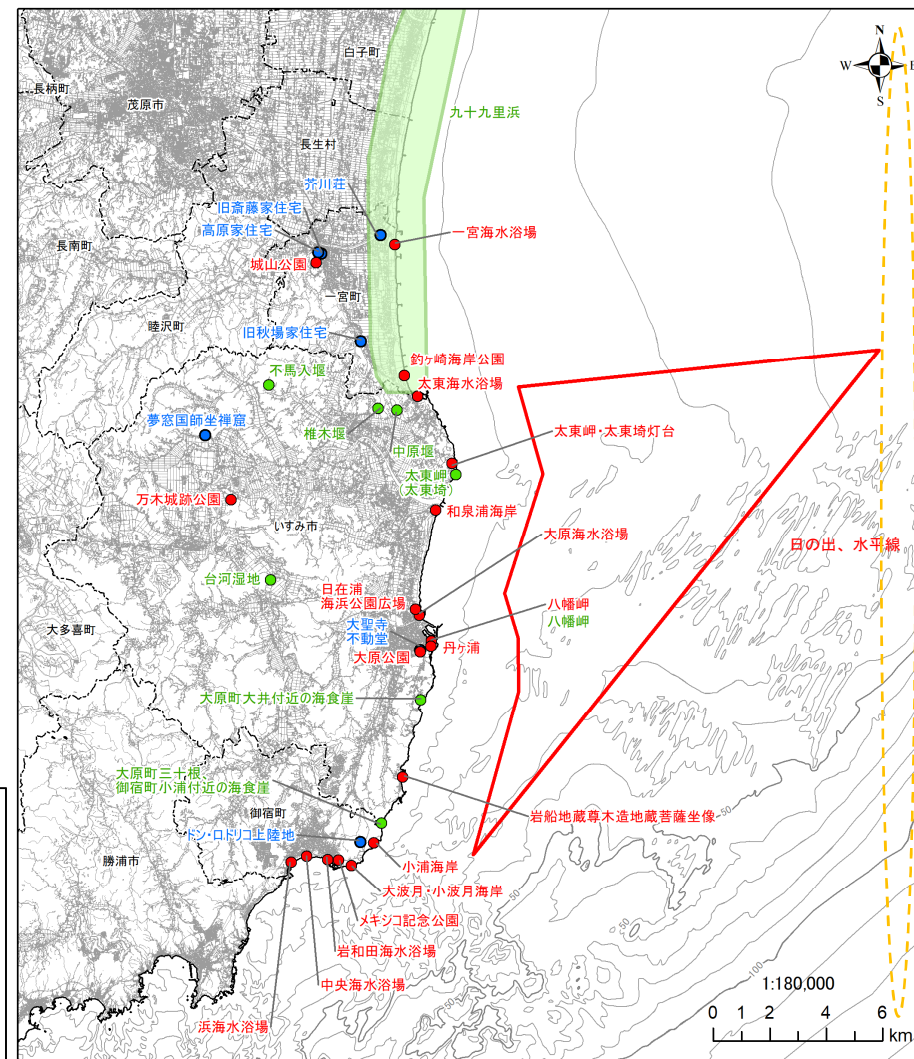 白子町
N
W
E
S
長柄町
茂原市
九十九里浜
長生村
芥川荘
旧斎藤家住宅
高原家住宅
一宮海水浴場
長南町
城山公園
一宮町
睦沢町
旧秋場家住宅
釣ヶ崎海岸公園
不馬入堰
太東海水浴場
夢窓国師坐禅窟
椎木堰
太東岬・太東埼灯台
中原堰
太東岬
(太東埼)
万木城跡公園
和泉浦海岸
いすみ市
大原海水浴場
日の出、水平線
台河湿地
日在浦
海浜公園広場
八幡岬
八幡岬
大聖寺
不動堂
大多喜町
丹ヶ浦
大原公園
大原町大井付近の海食崖
大原町三十根、
御宿町小浦付近の海食崖
御宿町
岩船地蔵尊木造地蔵菩薩坐像
ドン・ロドリコ上陸地
小浦海岸
勝浦市
大波月・小波月海岸
メキシコ記念公園
岩和田海水浴場
中央海水浴場
浜海水浴場
50
50
100
1:180,000
0 1 2 4 6
km